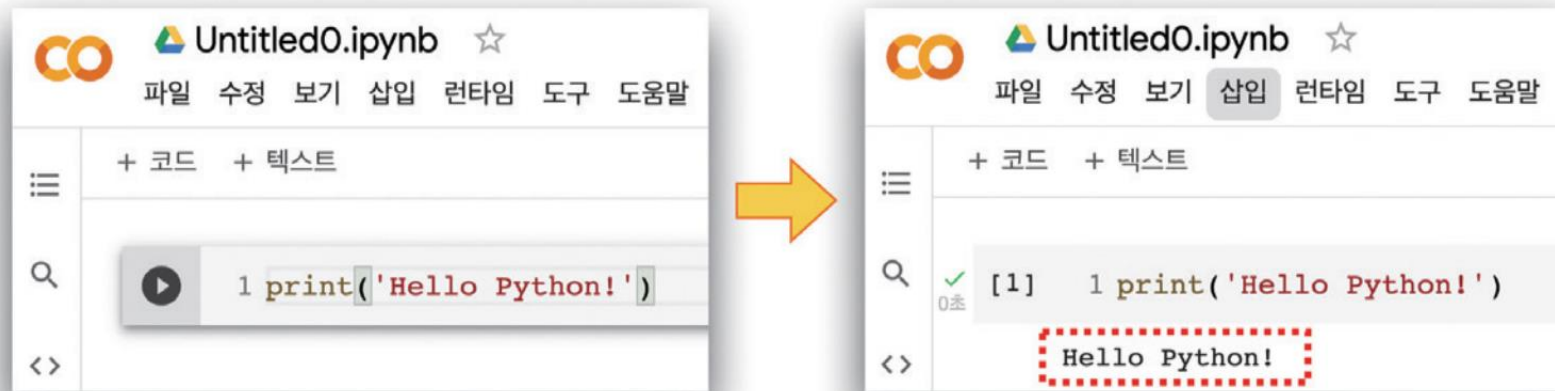 Untitled0.ipynb
파일 수정 보기 삽입 런타임 도구 도움말
+ 코드 + 텍스트
1 print('Hello Python!')
Untitled0.ipynb
파일 수정 보기 삽입 런타임 도구 도움말
+ 코드 + 텍스트
[1] 1 print('Hello Python!')
0초
Hello Python!